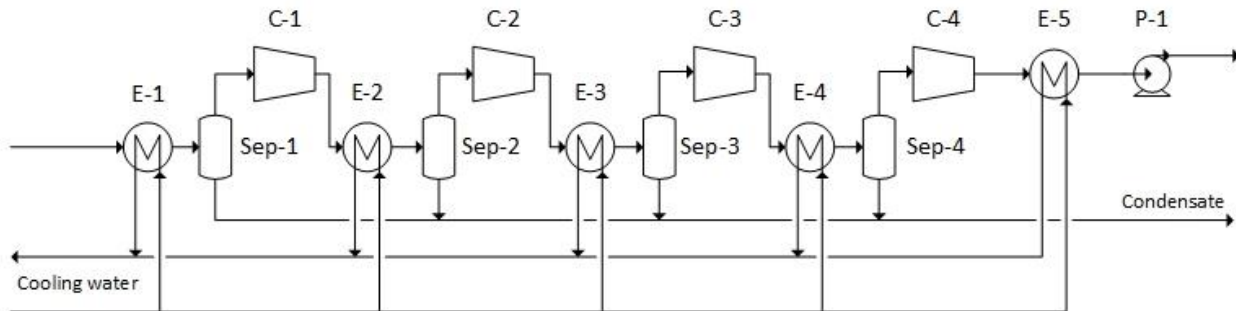 C-1
C-2
C-3
C-4
E-5
P-1
E-1
E-2
E-3
E-4
Sep-1
Sep-2
Sep-3
Sep-4
Condensate
Cooling water